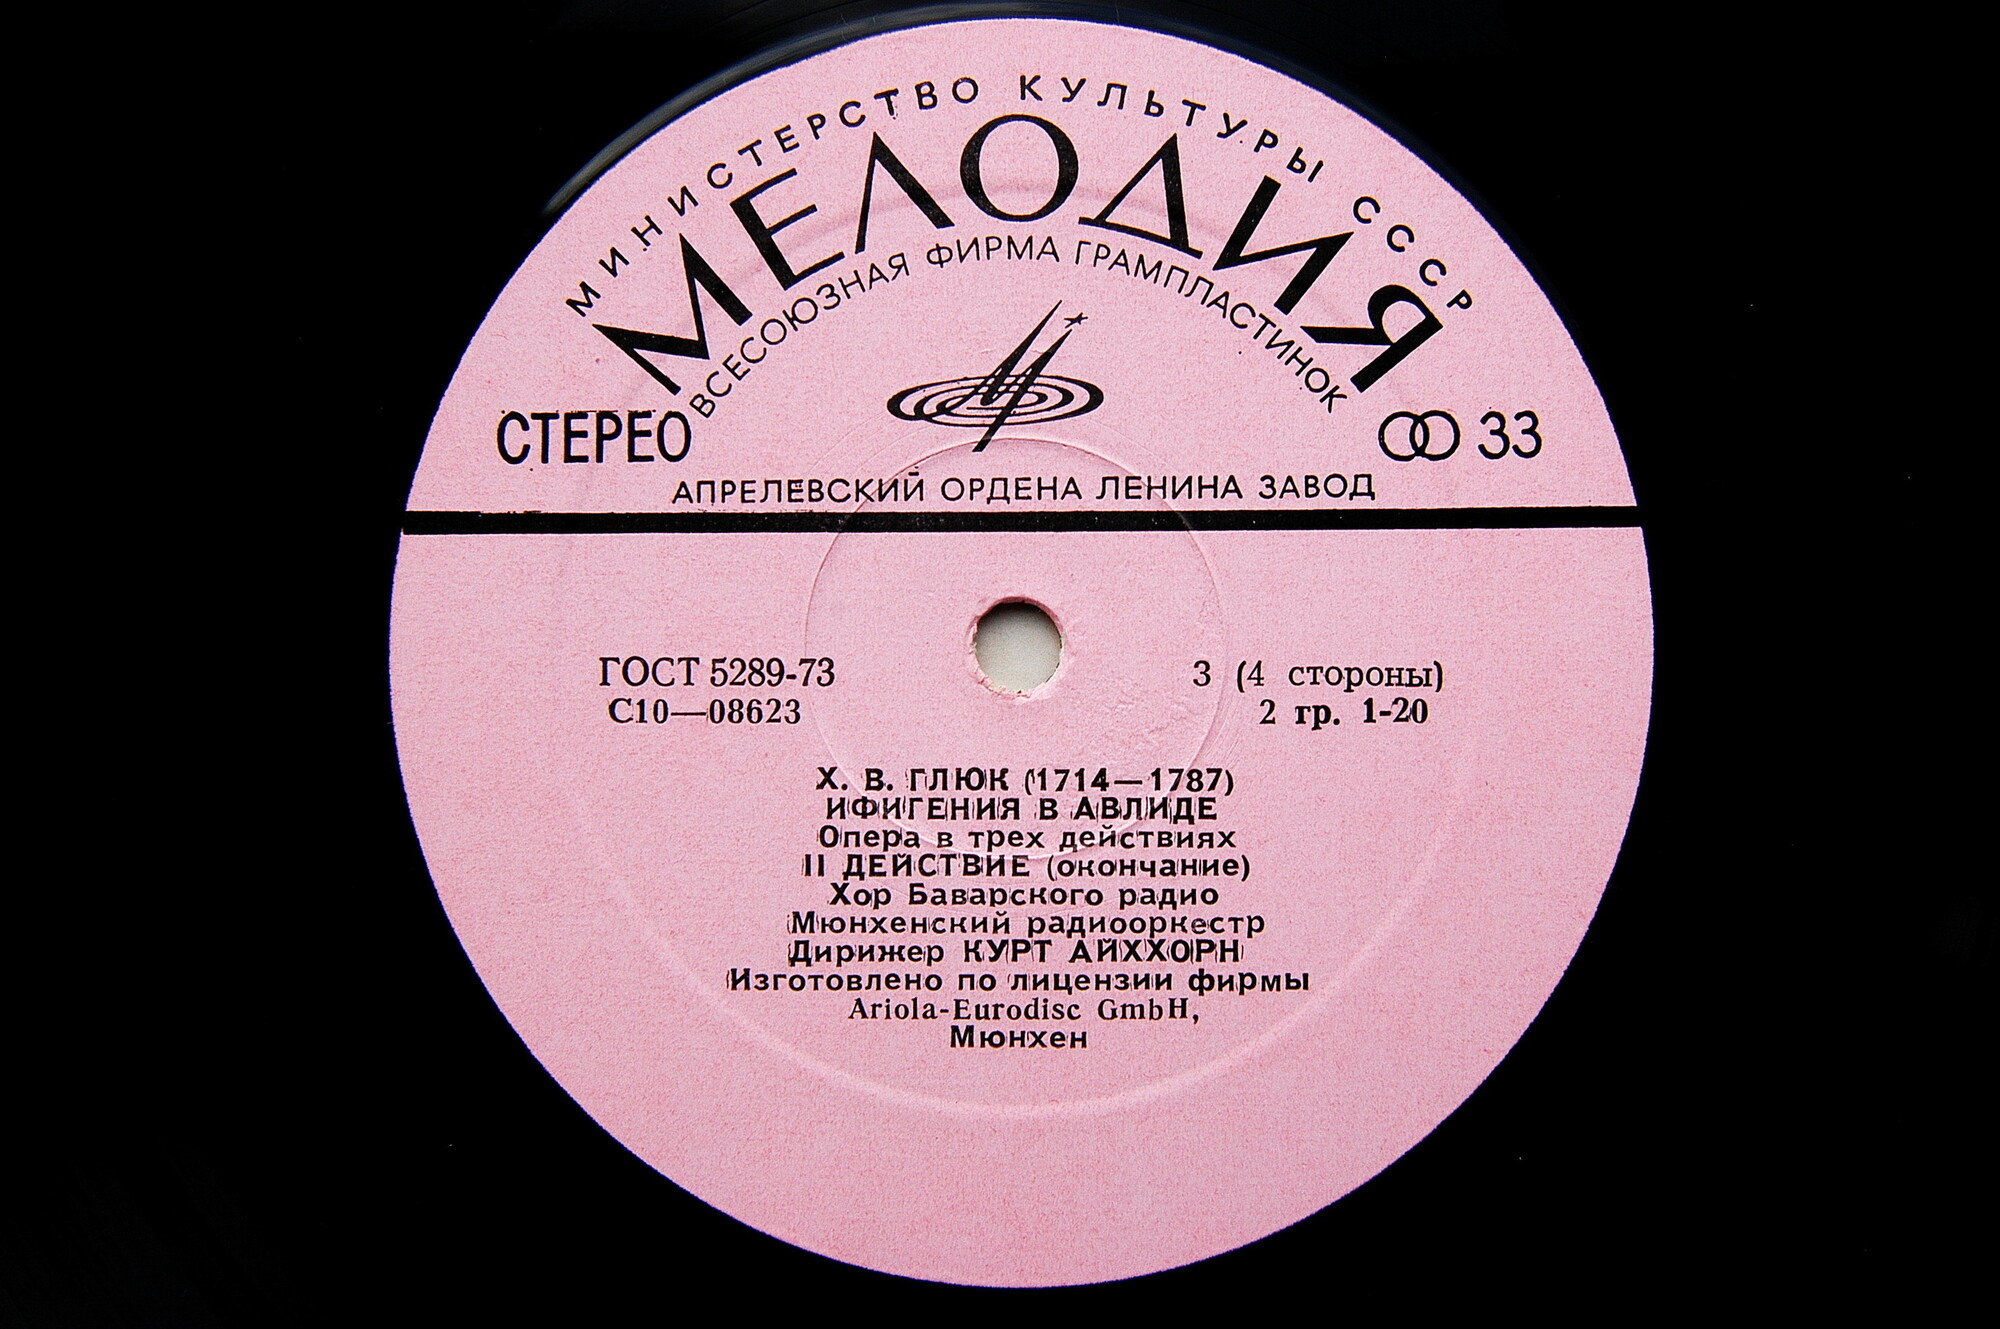 МИНИСТЕРСТВО КУЛЬТУРЫ СССР
МЕЛОДИЯ
ВСЕСОЮЗНАЯ ФИРМА ГРАМПЛАСТИНОК
СТЕРЕО
33
АПРЕЛЕВСКИЙ ОРДЕНА ЛЕНИНА ЗАВОД
ГОСТ 5289-73
С10—08623
3 (4 стороны)
2 гр. 1-20
Х. В. ГЛЮК (1714—1787)
ИФИГЕНИЯ В АВЛИДЕ
Опера в трех действиях
II ДЕЙСТВИЕ (окончание)
Хор Баварского радио
Мюнхенский радиооркестр
Дирижер КУРТ АЙХХОРН
Изготовлено по лицензии фирмы
Ariola-Eurodisc GmbH,
Мюнхен